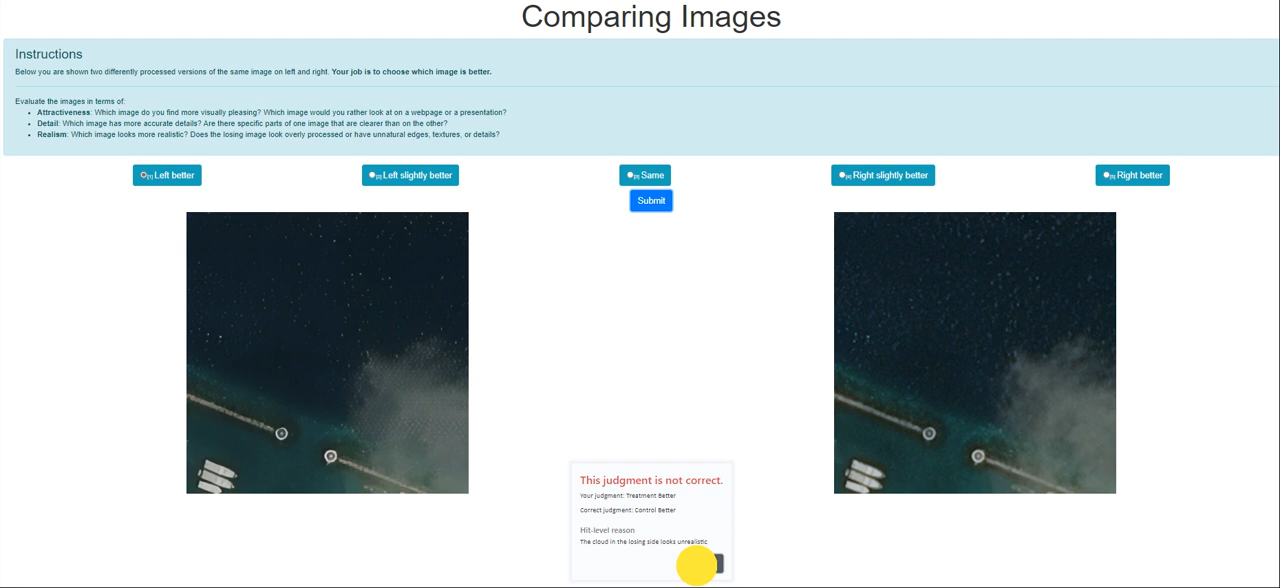 Comparing Images
Instructions
Below you are shown two differently processed versions of the same image on left and right. Your job is to choose which image is better.
Evaluate the images in terms of:
• Attractiveness: Which image do you find more visually pleasing? Which image would you rather look at on a webpage or a presentation?
• Detail: Which image has more accurate details? Are there specific parts of one image that are clearer than on the other?
• Realism: Which image looks more realistic? Does the losing image look overly processed or have unnatural edges, textures, or details?
[1] Left better
[2] Left slightly better
[3] Same
[4] Right slightly better
[5] Right better
Submit
This judgment is not correct.
Your judgment: Treatment Better
Correct judgment: Control Better
Hit-level reason
The cloud in the losing side looks unrealistic